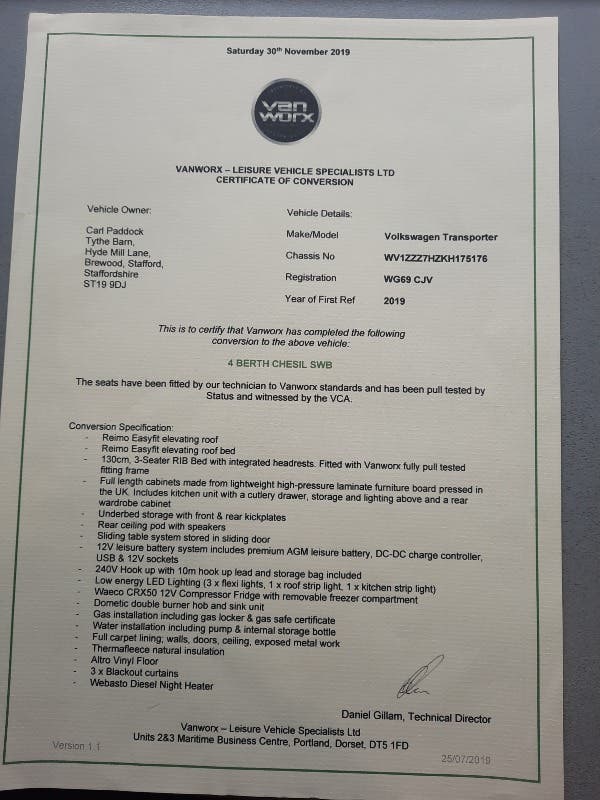 Saturday 30th November 2019
van
worx
VANWORX – LEISURE VEHICLE SPECIALISTS LTD
CERTIFICATE OF CONVERSION
Vehicle Owner:
Carl Paddock
Tythe Barn,
Hyde Mill Lane,
Brewood, Stafford,
Staffordshire
ST19 9DJ
Vehicle Details:
Make/Model Volkswagen Transporter
Chassis No WV1ZZZ7HZKH175176
Registration WG69 CJV
Year of First Ref 2019
This is to certify that Vanworx has completed the following
conversion to the above vehicle:
4 BERTH CHESIL SWB
The seats have been fitted by our technician to Vanworx standards and has been pull tested by
Status and witnessed by the VCA.
Conversion Specification:
- Reimo Easyfit elevating roof
- Reimo Easyfit elevating roof bed
- 130cm, 3-Seater RIB Bed with integrated headrests. Fitted with Vanworx fully pull tested
fitting frame
- Full length cabinets made from lightweight high-pressure laminate furniture board pressed in
the UK. Includes kitchen unit with a cutlery drawer, storage and lighting above and a rear
wardrobe cabinet
- Underbed storage with front & rear kickplates
- Rear ceiling pod with speakers
- Sliding table system stored in sliding door
- 12V leisure battery system includes premium AGM leisure battery, DC-DC charge controller,
USB & 12V sockets
- 240V Hook up with 10m hook up lead and storage bag included
- Low energy LED Lighting (3 x flexi lights, 1 x roof strip light, 1 x kitchen strip light)
- Waeco CRX50 12V Compressor Fridge with removable freezer compartment
- Dometic double burner hob and sink unit
- Gas installation including gas locker & gas safe certificate
- Water installation including pump & internal storage bottle
- Full carpet lining; walls, doors, ceiling, exposed metal work
- Thermafleece natural insulation
- Altro Vinyl Floor
- 3 x Blackout curtains
- Webasto Diesel Night Heater
Daniel Gillam, Technical Director
Vanworx – Leisure Vehicle Specialists Ltd
Units 2&3 Maritime Business Centre, Portland, Dorset, DT5 1FD
Version 1.1
25/07/2019